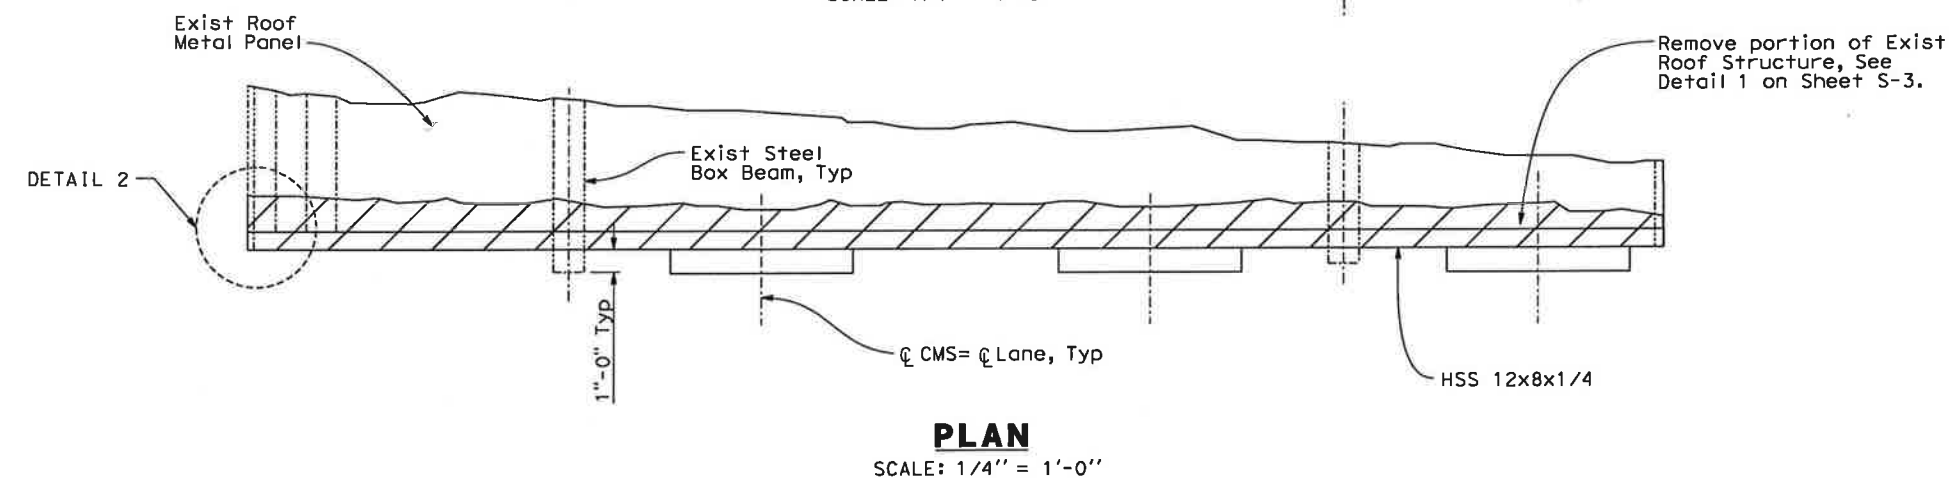 Exist Roof
Metal Panel
Remove portion of Exist
Roof Structure, See
Detail 1 on Sheet S-3.
DETAIL 2
Exist Steel
Box Beam, Typ
1"-0" Typ
℄ CMS= ℄ Lane, Typ
HSS 12x8x1/4
PLAN
SCALE: 1/4" = 1'-0"